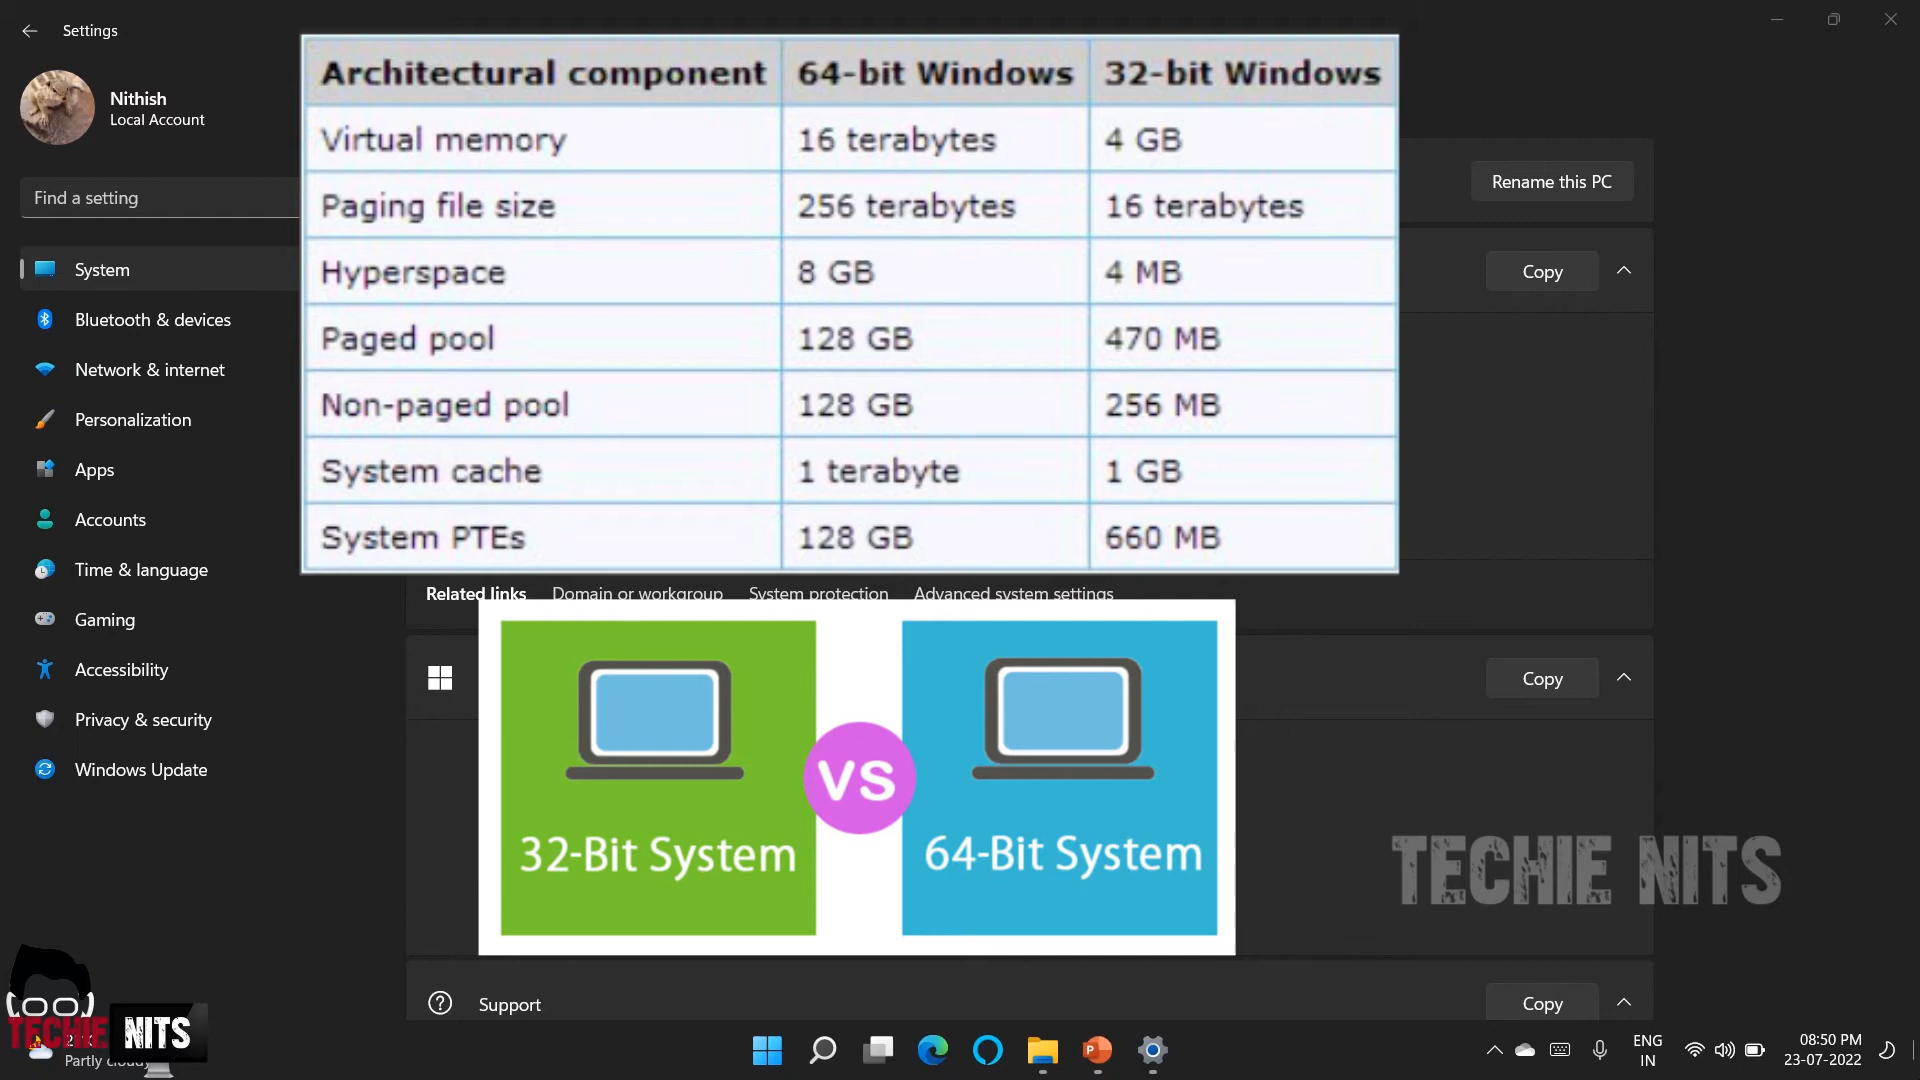 Settings
Nithish
Local Account
Find a setting
System
Bluetooth & devices
Network & internet
Personalization
Apps
Accounts
Time & language
Gaming
Accessibility
Privacy & security
Windows Update
Architectural component 64-bit Windows 32-bit Windows
Virtual memory 16 terabytes 4 GB
Paging file size 256 terabytes 16 terabytes
Hyperspace 8 GB 4 MB
Paged pool 128 GB 470 MB
Non-paged pool 128 GB 256 MB
System cache 1 terabyte 1 GB
System PTEs 128 GB 660 MB
Rename this PC
Copy
Related links Domain or workgroup System protection Advanced system settings
Copy
32-Bit System
VS
64-Bit System
TECHIE NITS
Support
Copy
TECHIE NITS
Partly cloudy
ENG
IN
08:50 PM
23-07-2022